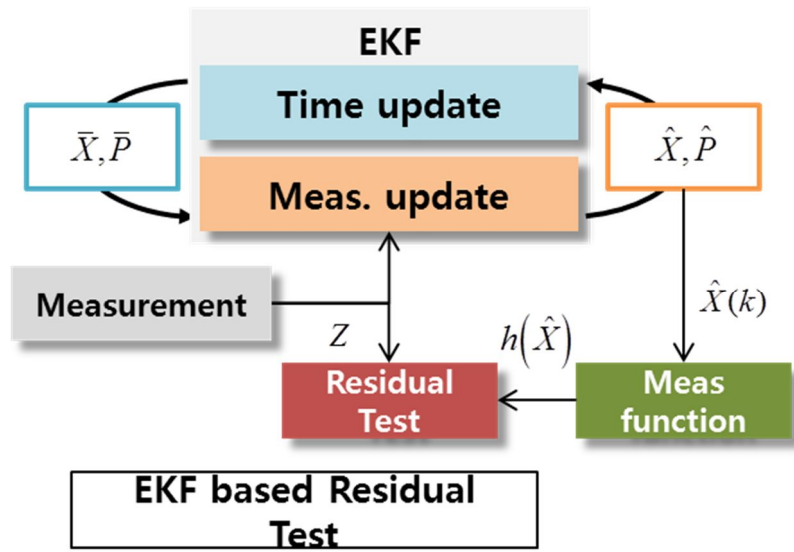 EKF
Time update
X̄, P̄
X̂, P̂
Meas. update
Measurement
Z
h(X̂)
X̂(k)
Residual
Test
Meas
function
EKF based Residual
Test